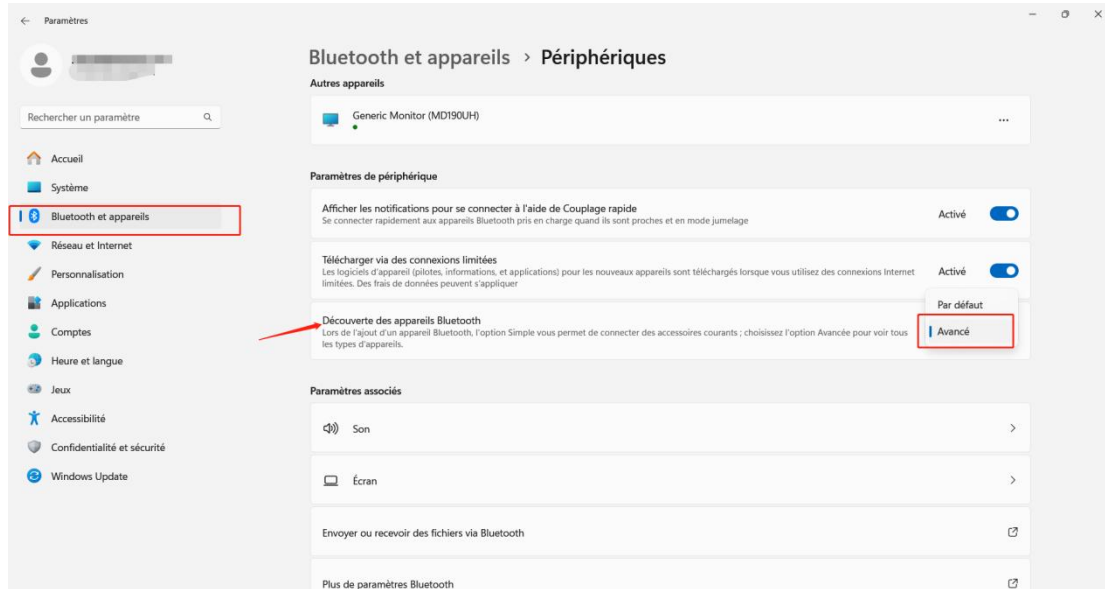 Paramètres
Rechercher un paramètre
Accueil
Système
Bluetooth et appareils
Réseau et Internet
Personnalisation
Applications
Comptes
Heure et langue
Jeux
Accessibilité
Confidentialité et sécurité
Windows Update
Bluetooth et appareils > Périphériques
Autres appareils
Generic Monitor (MD190UH)
Paramètres de périphérique
Afficher les notifications pour se connecter à l'aide de Couplage rapide
Se connecter rapidement aux appareils Bluetooth pris en charge quand ils sont proches et en mode jumelage
Activé
Télécharger via des connexions limitées
Les logiciels d'appareil (pilotes, informations, et applications) pour les nouveaux appareils sont téléchargés lorsque vous utilisez des connexions Internet
limitées. Des frais de données peuvent s'appliquer
Activé
Découverte des appareils Bluetooth
Lors de l'ajout d'un appareil Bluetooth, l'option Simple vous permet de connecter des accessoires courants ; choisissez l'option Avancée pour voir tous
les types d'appareils.
Par défaut
Avancé
Paramètres associés
Son
Écran
Envoyer ou recevoir des fichiers via Bluetooth
Plus de paramètres Bluetooth